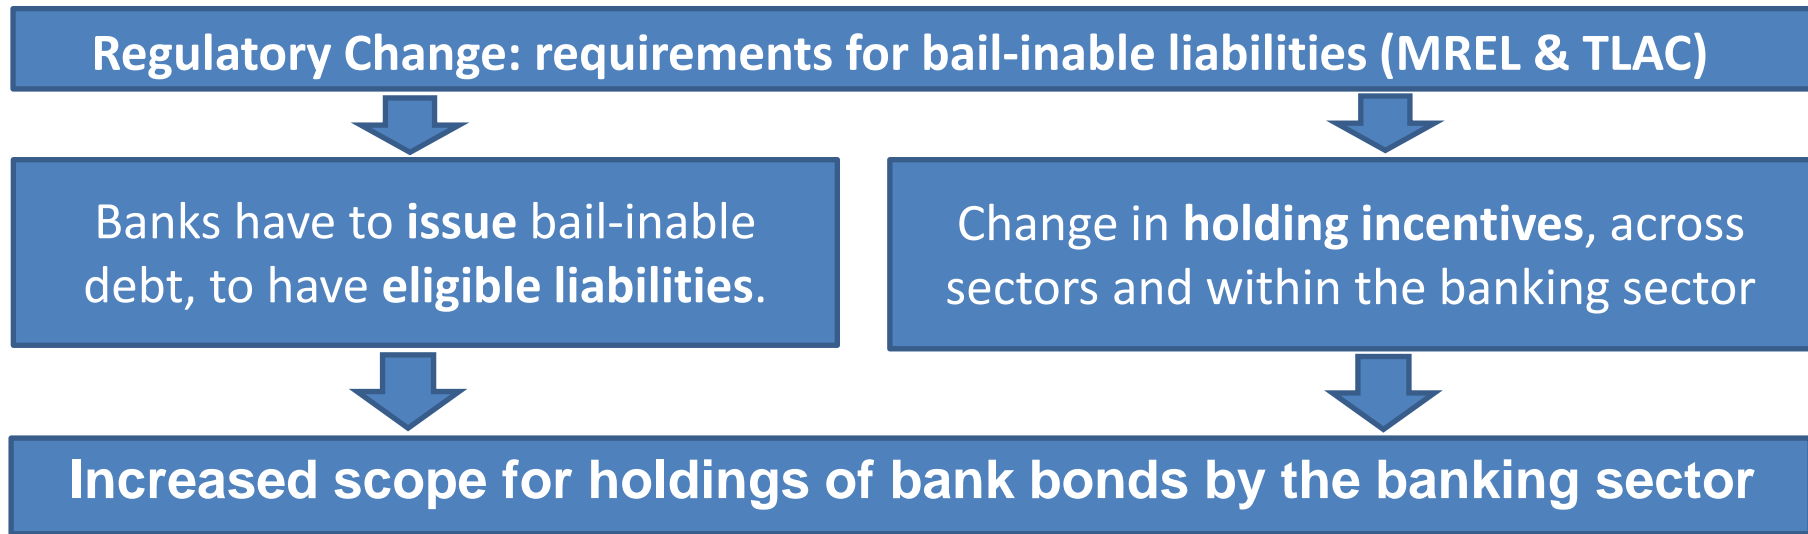 Regulatory Change: requirements for bail-inable liabilities (MREL & TLAC)
Banks have to issue bail-inable
debt, to have eligible liabilities.
Change in holding incentives, across
sectors and within the banking sector
Increased scope for holdings of bank bonds by the banking sector